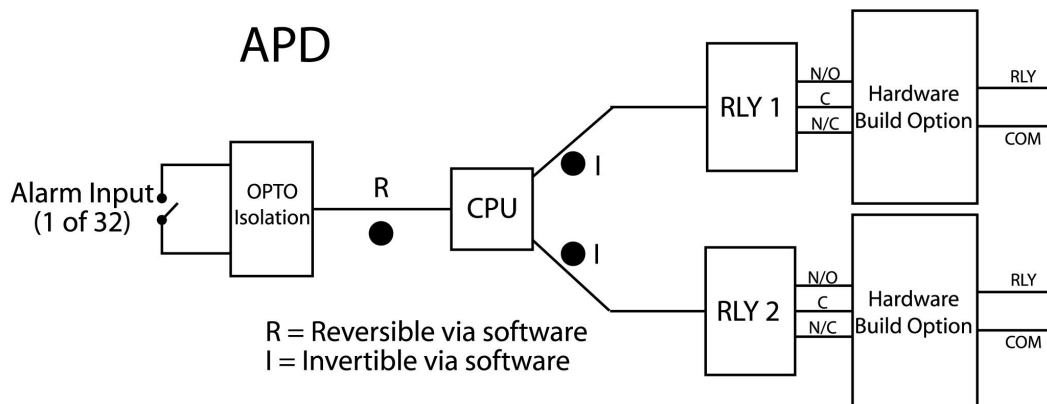 APD
Alarm Input
(1 of 32)
OPTO
Isolation
R
CPU
I
I
RLY 1
N/O
C
N/C
Hardware
Build Option
RLY
COM
RLY 2
N/O
C
N/C
Hardware
Build Option
RLY
COM
R = Reversible via software
I = Invertible via software